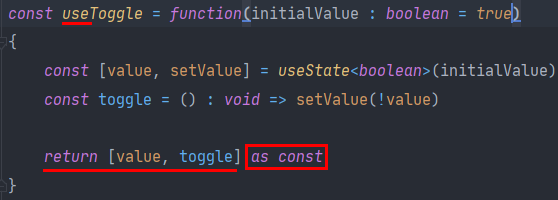 const useToggle = function(initialValue : boolean = true)
{
const [value, setValue] = useState<boolean>(initialValue)
const toggle = () : void => setValue(!value)
return [value, toggle] as const
}